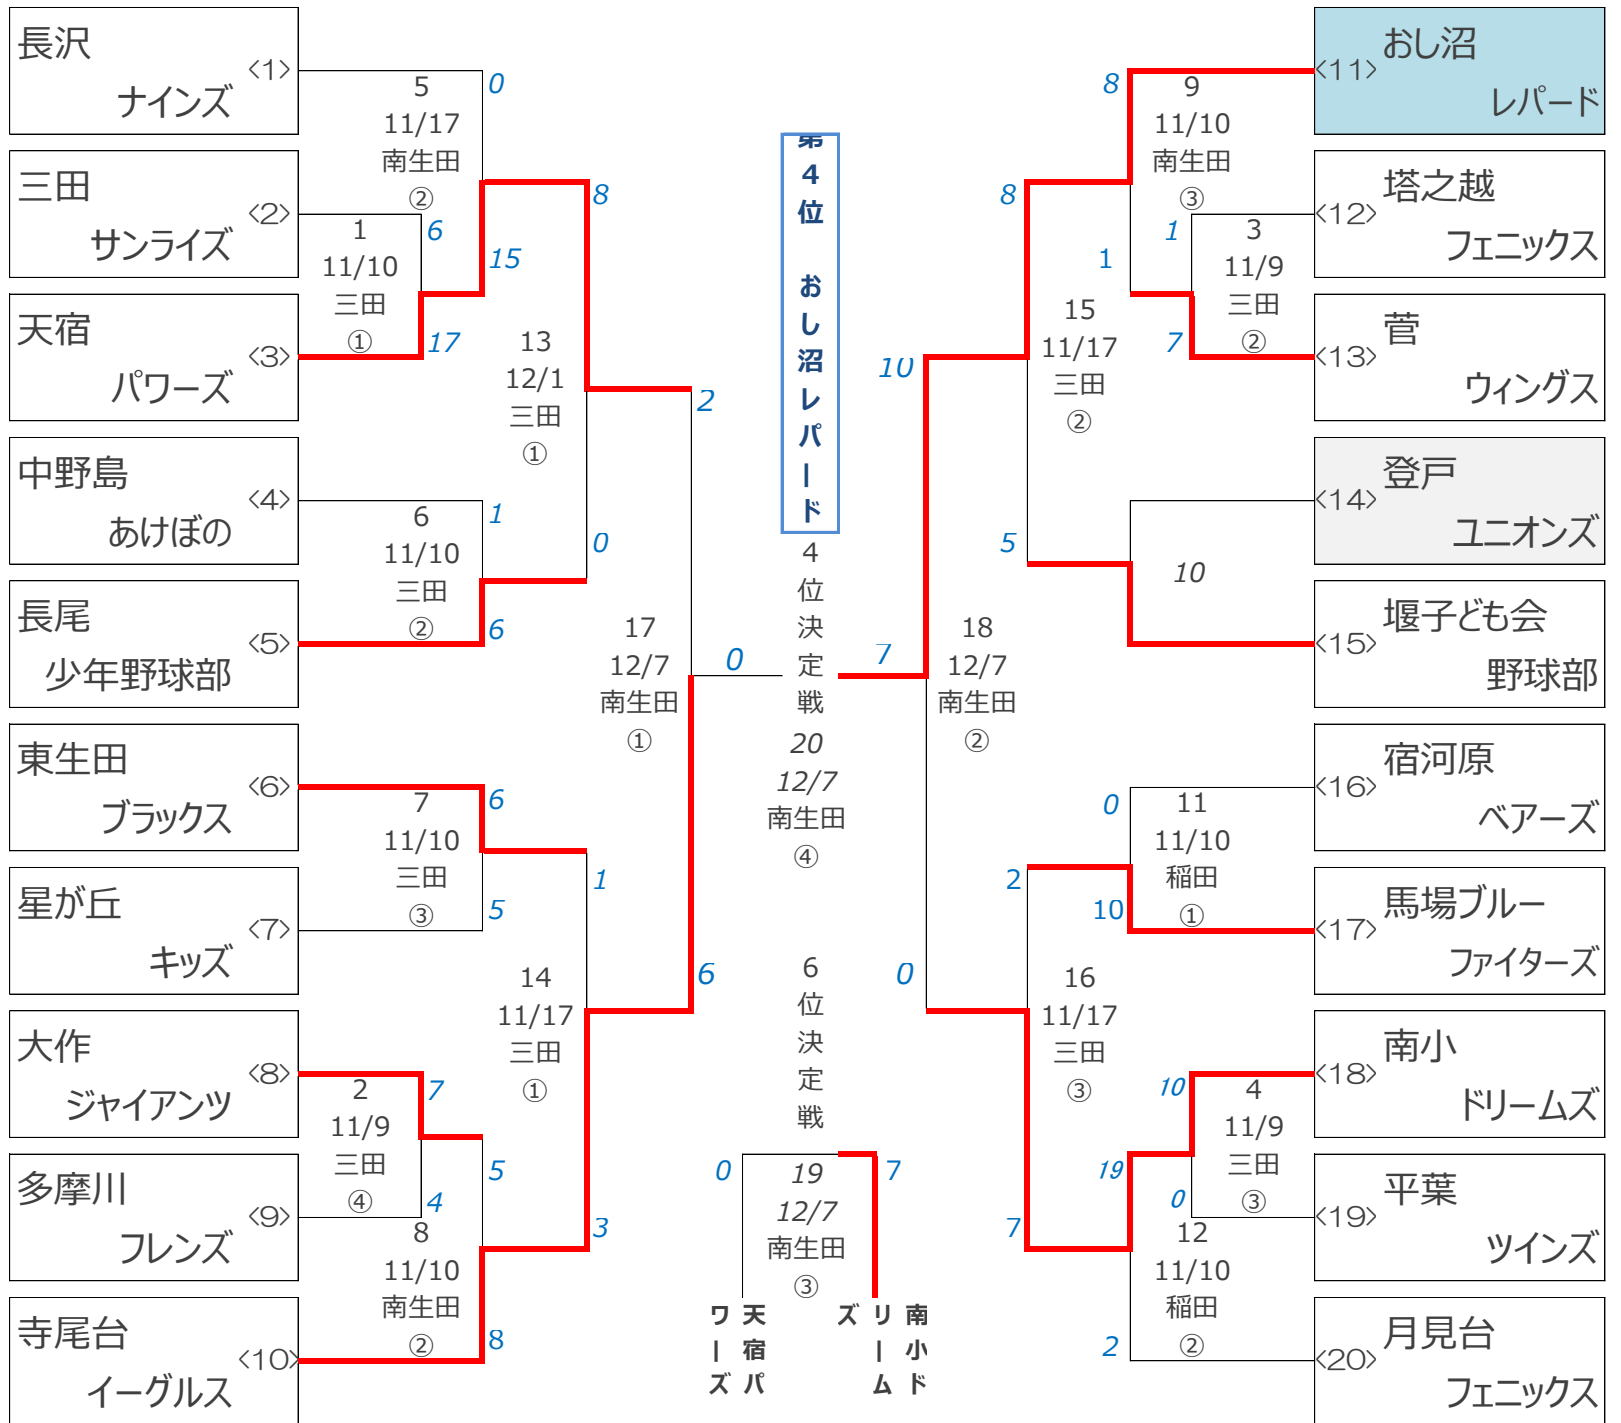 長沢
ナインズ
<1>
三田
サンライズ
<2>
天宿
パワーズ
<3>
中野島
あけぼの
<4>
長尾
少年野球部
<5>
東生田
ブラックス
<6>
星が丘
キッズ
<7>
大作
ジャイアンツ
<8>
多摩川
フレンズ
<9>
寺尾台
イーグルス
<10>
5
11/17
南生田
②
0
15
1
11/10
三田
①
6
17
6
11/10
三田
②
1
6
7
11/10
三田
③
6
5
2
11/9
三田
④
7
4
8
11/10
南生田
②
5
8
13
12/1
三田
①
8
0
14
11/17
三田
①
1
3
17
12/7
南生田
①
2
6
0
第4位 おし沼レパード
4位決定戦
20
12/7
南生田
④
7
6位決定戦
0
19
12/7
南生田
③
7
天宿パワーズ
南小ドリームズ
10
0
18
12/7
南生田
②
8
5
15
11/17
三田
②
2
7
16
11/17
三田
③
8
1
9
11/10
南生田
③
1
7
3
11/9
三田
②
10
0
10
11
11/10
稲田
①
10
0
4
11/9
三田
③
19
2
12
11/10
稲田
②
<11>
おし沼
レパード
<12>
塔之越
フェニックス
<13>
菅
ウィングス
<14>
登戸
ユニオンズ
<15>
堰子ども会
野球部
<16>
宿河原
ベアーズ
<17>
馬場ブルー
ファイターズ
<18>
南小
ドリームズ
<19>
平葉
ツインズ
<20>
月見台
フェニックス